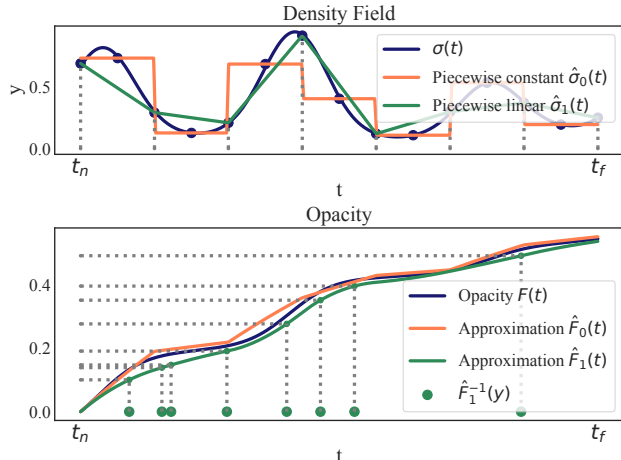 Density Field
y
0.5
0.0
σ(t)
Piecewise constant σ̂₀(t)
Piecewise linear σ̂₁(t)
tₙ
t_f
t
Opacity
0.4
0.2
0.0
Opacity F(t)
Approximation F̂₀(t)
Approximation F̂₁(t)
F̂₁⁻¹(y)
tₙ
t_f
t